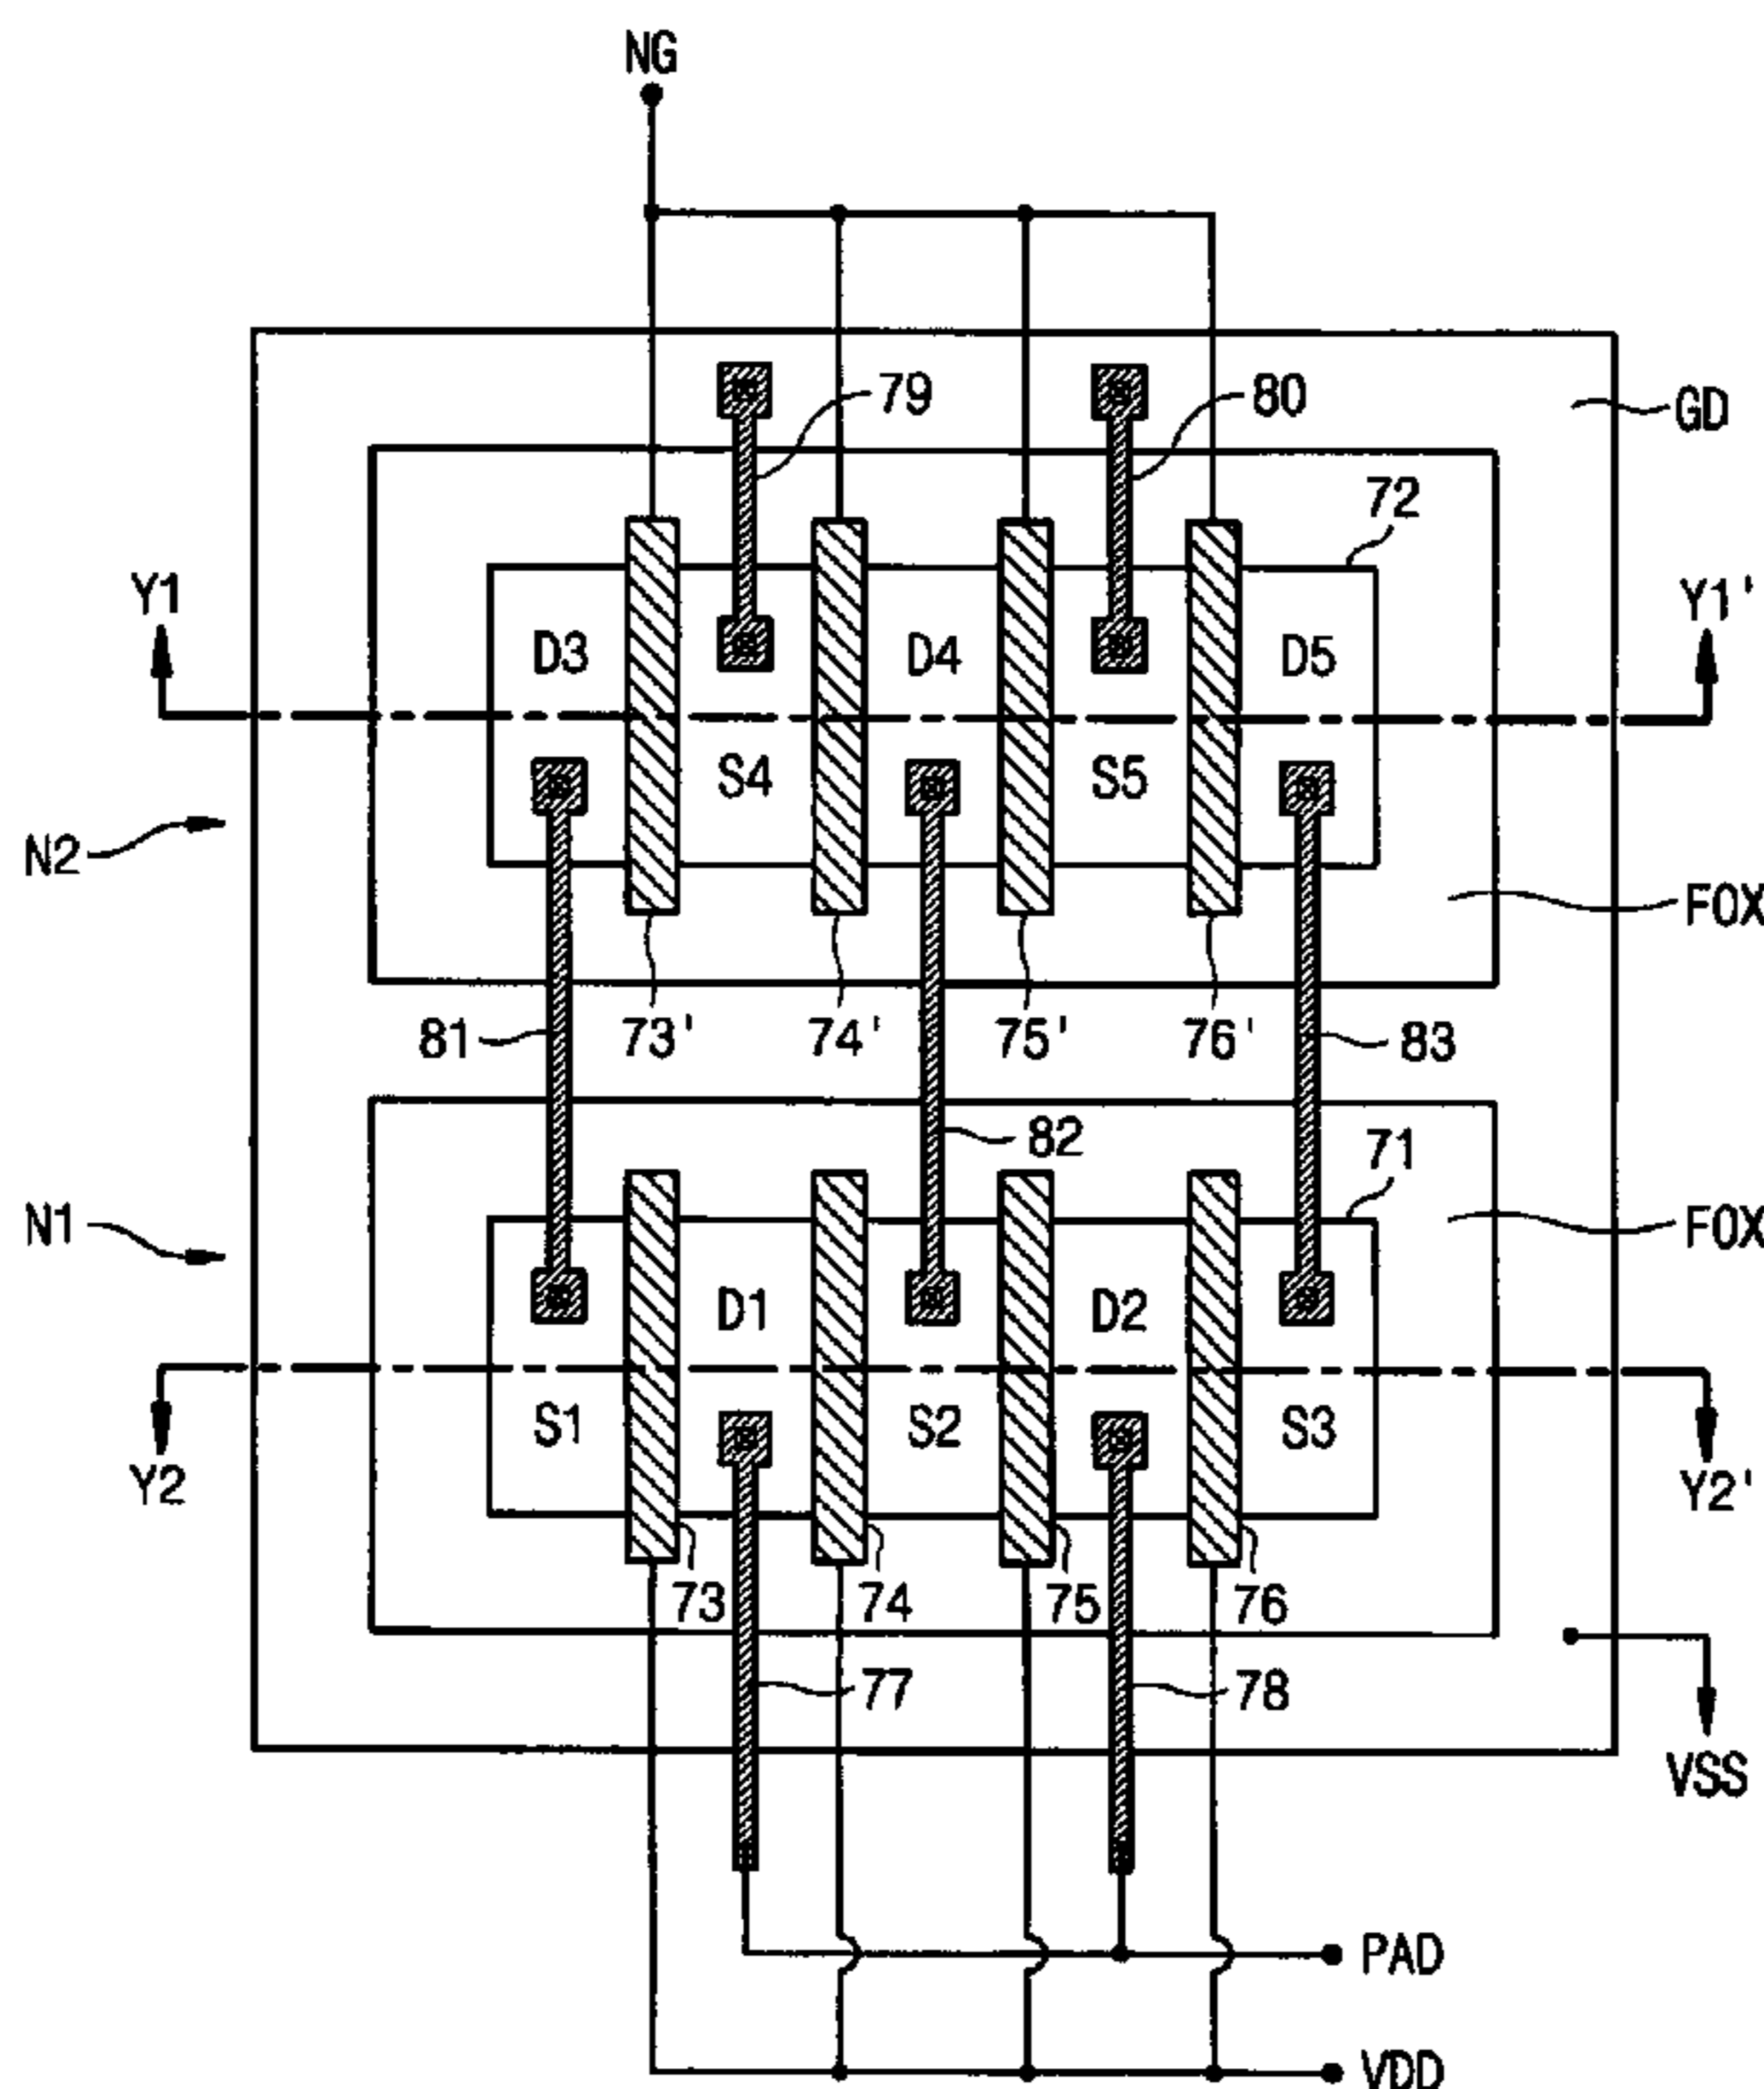 NG
79
80
GD
72
Y1
Y1'
D3
D4
D5
S4
S5
N2
FOX
73'
74'
75'
76'
81
83
82
71
N1
FOX
D1
D2
S1
S2
S3
Y2
Y2'
73
74
75
76
77
78
VSS
PAD
VDD